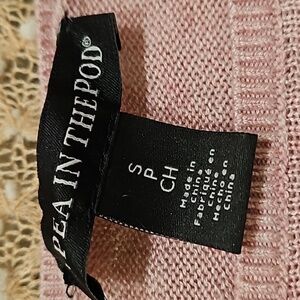 PEA IN THE POD®
S
P
CH
Made in
China
Fabriqué en
Chine
Hecho en
China